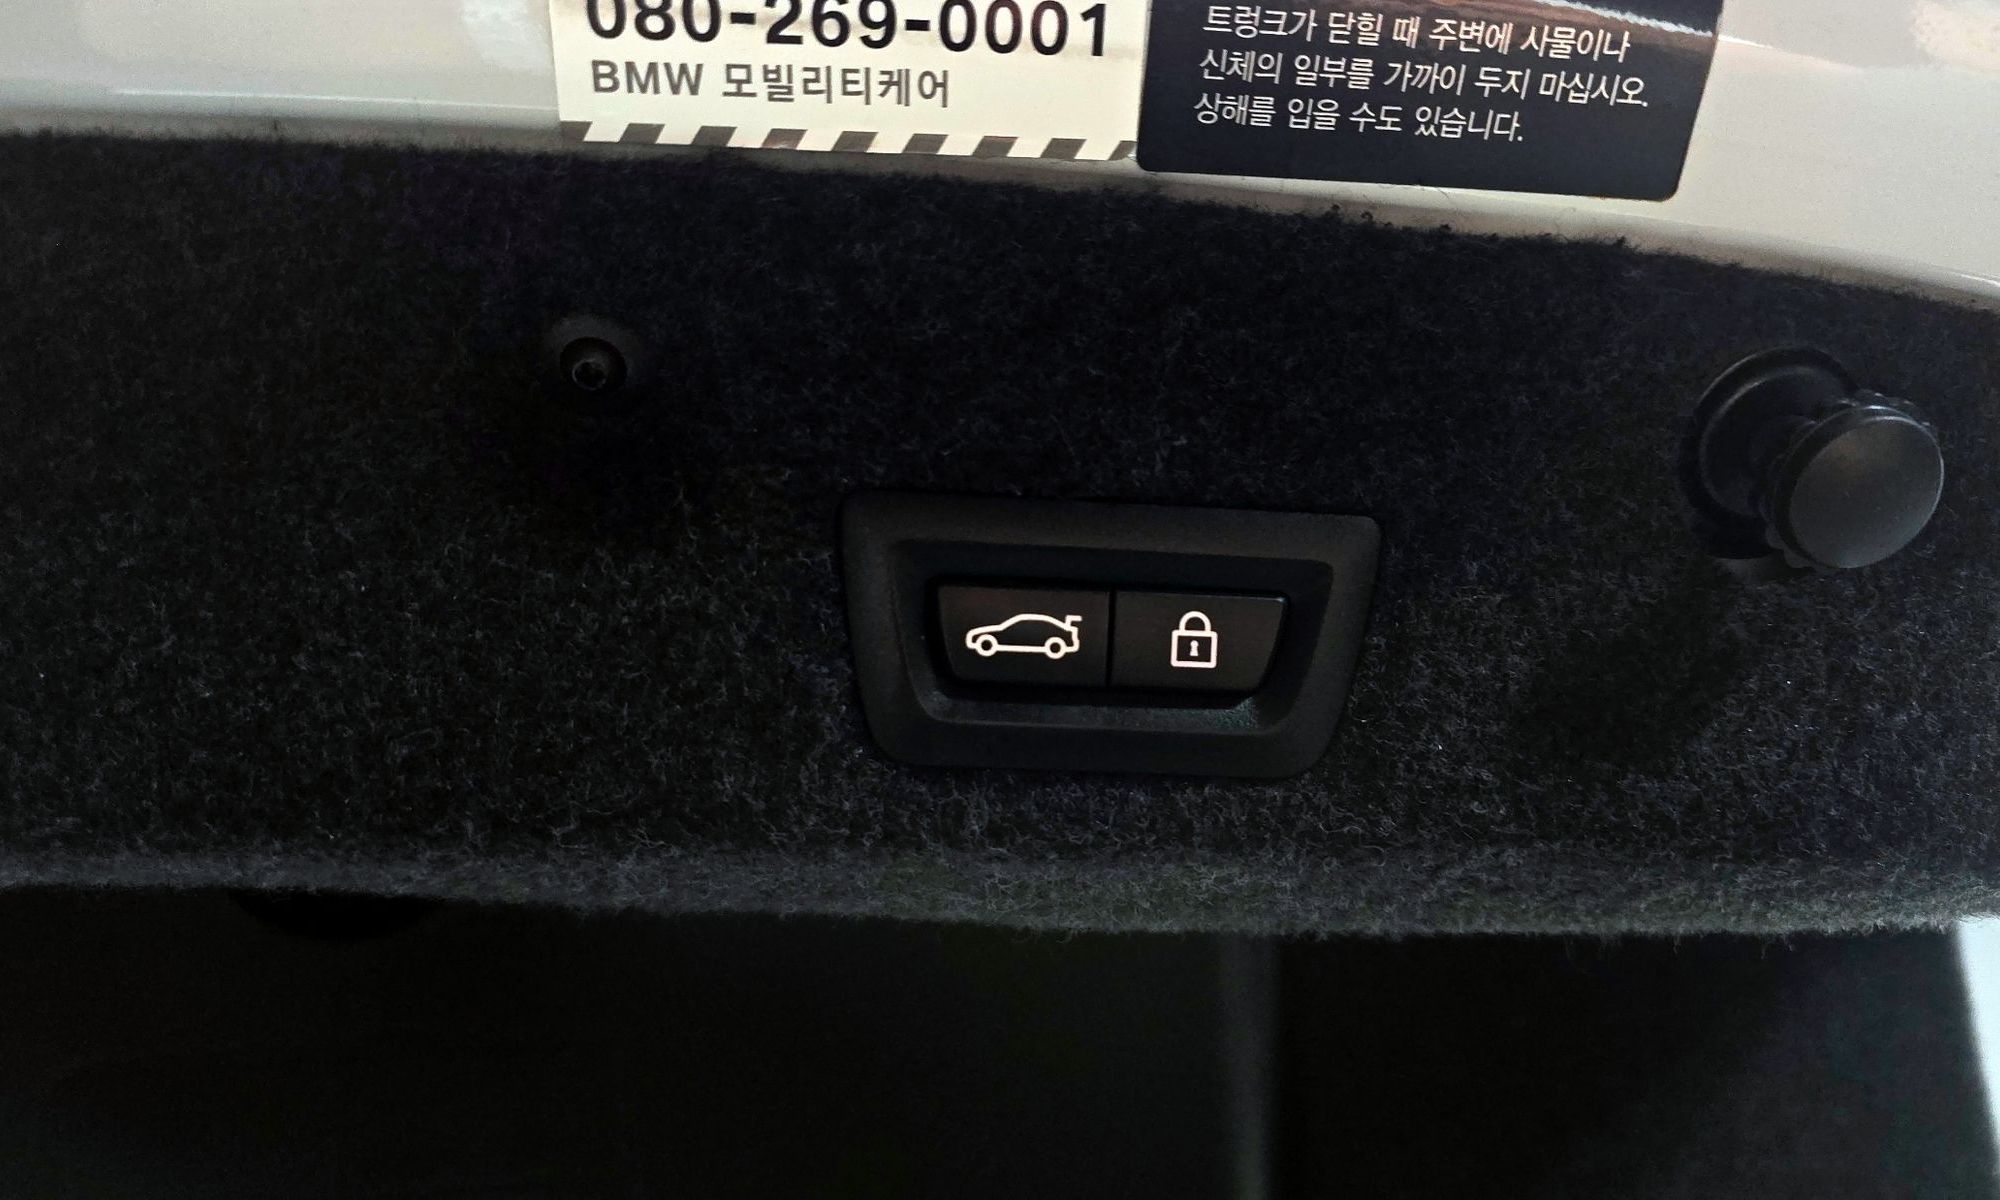 080-269-0001
BMW 모빌리티케어
트렁크가 닫힐 때 주변에 사물이나
신체의 일부를 가까이 두지 마십시오.
상해를 입을 수도 있습니다.